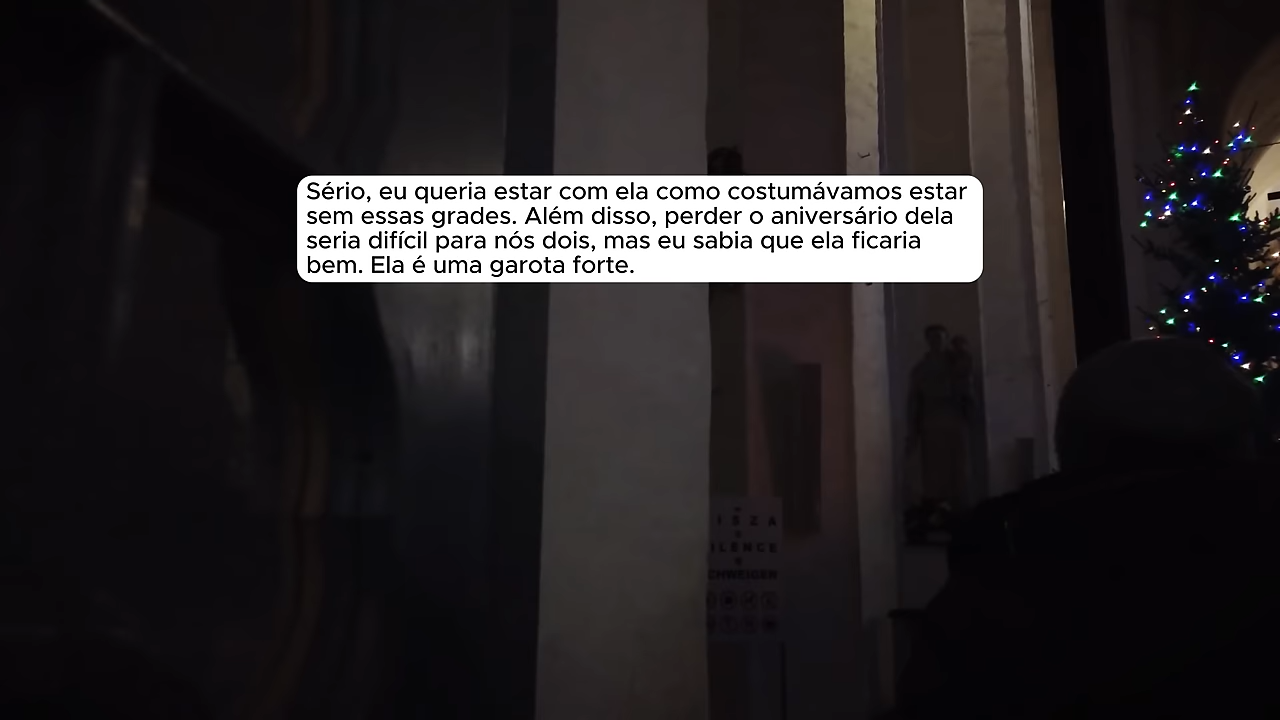 Sério, eu queria estar com ela como costumávamos estar
sem essas grades. Além disso, perder o aniversário dela
seria difícil para nós dois, mas eu sabia que ela ficaria
bem. Ela é uma garota forte.